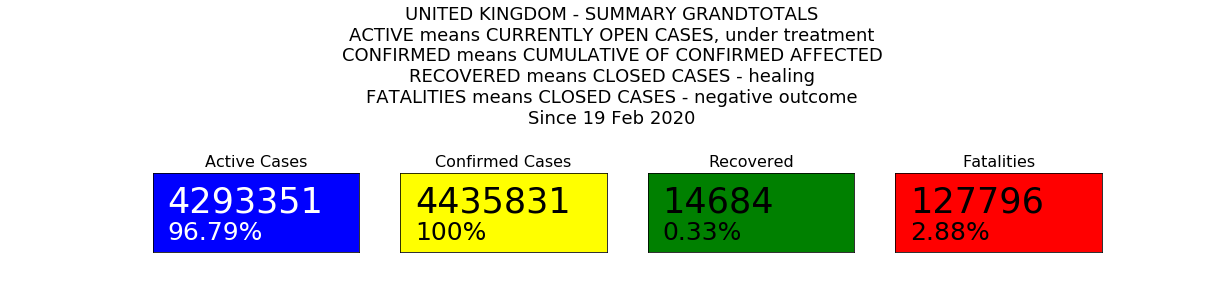 UNITED KINGDOM - SUMMARY GRANDTOTALS
ACTIVE means CURRENTLY OPEN CASES, under treatment
CONFIRMED means CUMULATIVE OF CONFIRMED AFFECTED
RECOVERED means CLOSED CASES - healing
FATALITIES means CLOSED CASES - negative outcome
Since 19 Feb 2020
Active Cases
4293351
96.79%
Confirmed Cases
4435831
100%
Recovered
14684
0.33%
Fatalities
127796
2.88%